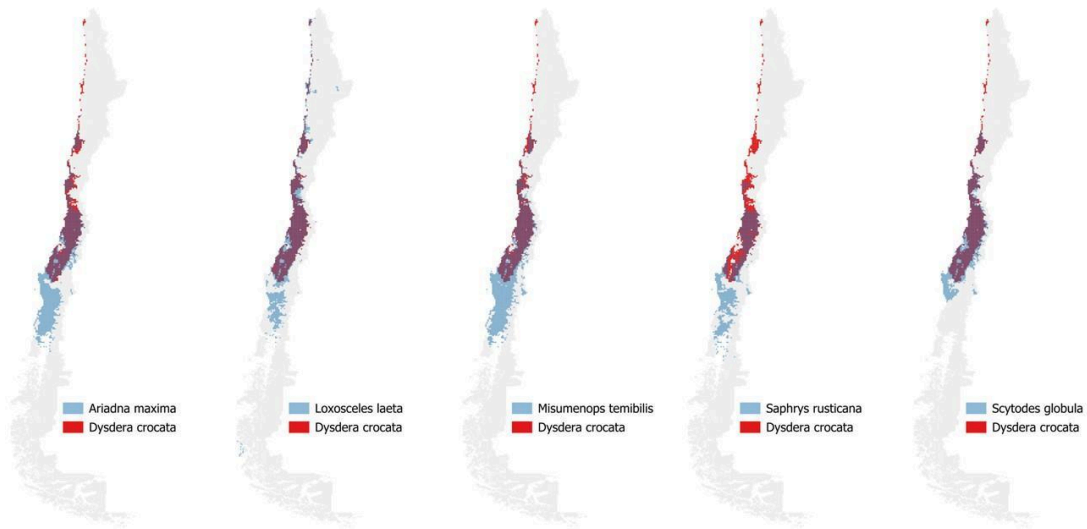 Ariadna maxima
Dysdera crocata
Loxosceles laeta
Dysdera crocata
Misumenops temibilis
Dysdera crocata
Saphrys rusticana
Dysdera crocata
Scytodes globula
Dysdera crocata